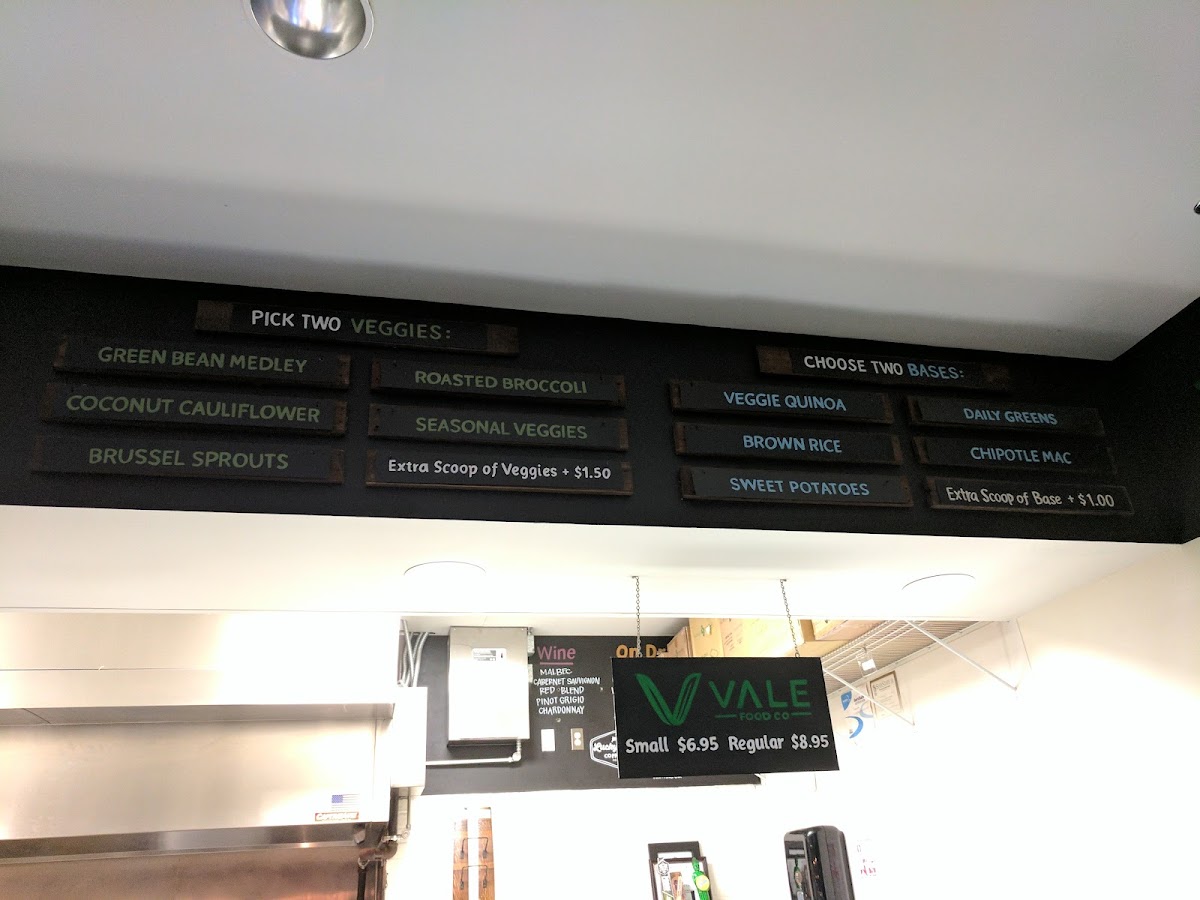 PICK TWO VEGGIES:
GREEN BEAN MEDLEY
COCONUT CAULIFLOWER
BRUSSEL SPROUTS
ROASTED BROCCOLI
SEASONAL VEGGIES
Extra Scoop of Veggies + $1.50
CHOOSE TWO BASES:
VEGGIE QUINOA
BROWN RICE
SWEET POTATOES
DAILY GREENS
CHIPOTLE MAC
Extra Scoop of Base + $1.00
Wine
MALBEC
CABERNET SAUVIGNON
RED BLEND
PINOT GRIGIO
CHARDONNAY
On
VALE
FOOD CO
Small $6.95 Regular $8.95